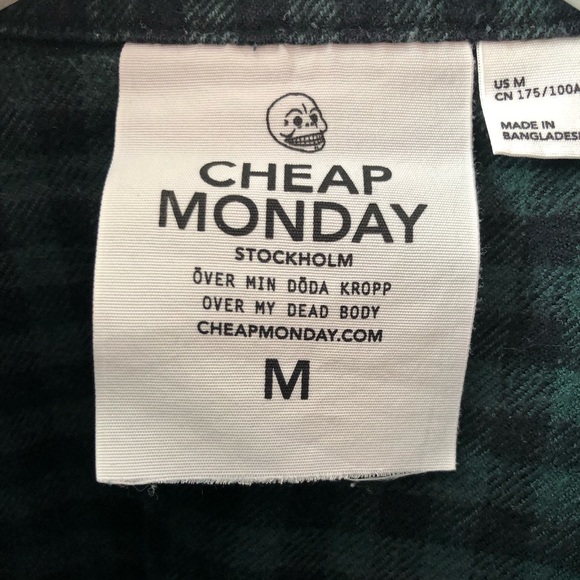 CHEAP
MONDAY
STOCKHOLM
ÖVER MIN DÖDA KROPP
OVER MY DEAD BODY
CHEAPMONDAY.COM
M
US M
CN 175/100A
MADE IN
BANGLADESH